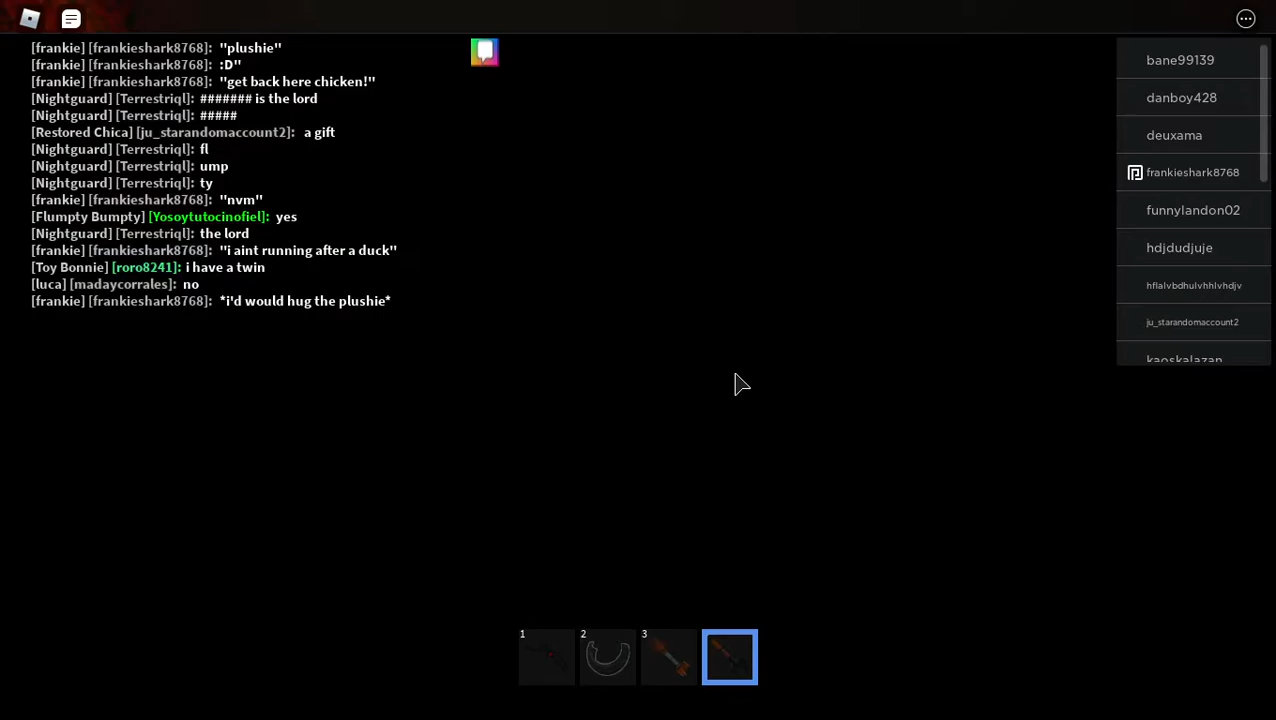 [frankie] [frankieshark8768]: "plushie"
[frankie] [frankieshark8768]: :D"
[frankie] [frankieshark8768]: "get back here chicken!"
[Nightguard] [Terrestriql]: ####### is the lord
[Nightguard] [Terrestriql]: #####
[Restored Chica] [ju_starandomaccount2]: a gift
[Nightguard] [Terrestriql]: fl
[Nightguard] [Terrestriql]: ump
[Nightguard] [Terrestriql]: ty
[frankie] [frankieshark8768]: "nvm"
[Flumpty Bumpty] [Yosoytutocinofiel]: yes
[Nightguard] [Terrestriql]: the lord
[frankie] [frankieshark8768]: "i aint running after a duck"
[Toy Bonnie] [roro8241]: i have a twin
[luca] [madaycorrales]: no
[frankie] [frankieshark8768]: *i'd would hug the plushie*
bane99139
danboy428
deuxama
frankieshark8768
funnylandon02
hdjdudjuje
hflalvbdhulvhhlvhdjv
ju_starandomaccount2
kaoskalazan
1
2
3